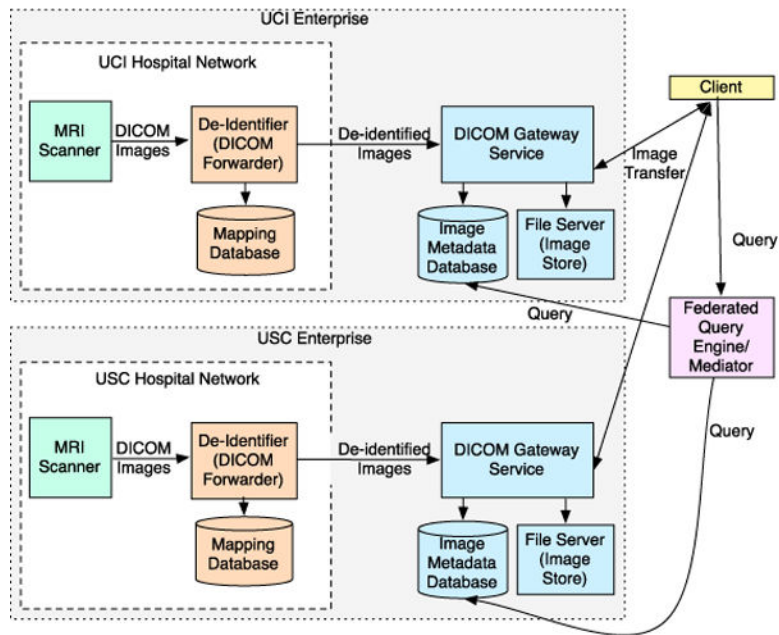 UCI Enterprise
UCI Hospital Network
MRI
Scanner
DICOM
Images
De-Identifier
(DICOM
Forwarder)
Mapping
Database
De-identified
Images
DICOM Gateway
Service
Image
Metadata
Database
File Server
(Image
Store)
Client
Image
Transfer
Query
Query
Federated
Query
Engine/
Mediator
Query
USC Enterprise
USC Hospital Network
MRI
Scanner
DICOM
Images
De-Identifier
(DICOM
Forwarder)
Mapping
Database
De-identified
Images
DICOM Gateway
Service
Image
Metadata
Database
File Server
(Image
Store)